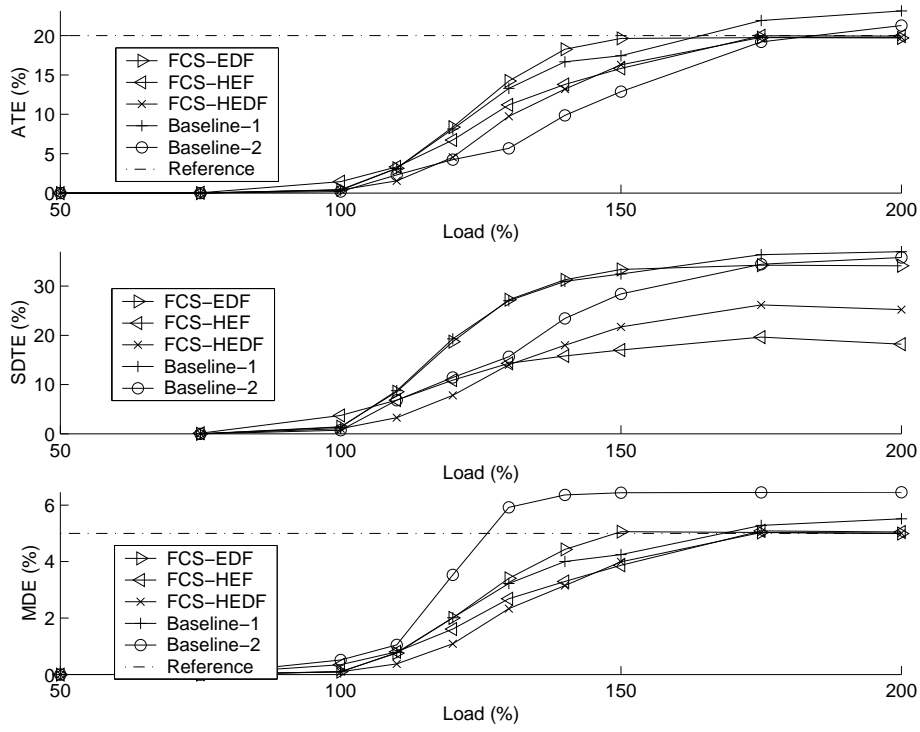 20
15
10
5
0
ATE (%)
FCS-EDF
FCS-HEF
FCS-HEDF
Baseline-1
Baseline-2
Reference
50
100
150
200
Load (%)
30
20
10
0
SDTE (%)
FCS-EDF
FCS-HEF
FCS-HEDF
Baseline-1
Baseline-2
50
100
150
200
Load (%)
6
4
2
0
MDE (%)
FCS-EDF
FCS-HEF
FCS-HEDF
Baseline-1
Baseline-2
Reference
50
100
150
200
Load (%)